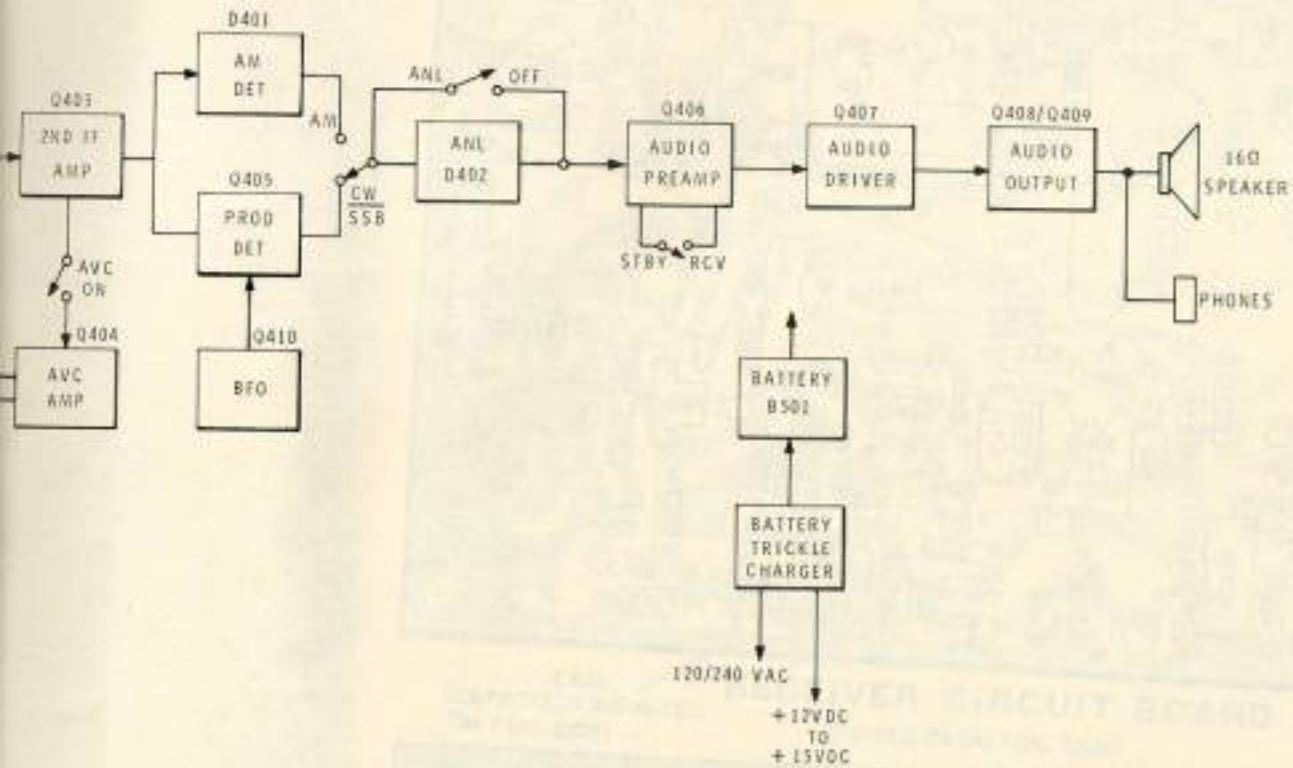 D401
AM
DET
Q403
2ND IF
AMP
ANL
OFF
AM
ANL
D402
Q406
AUDIO
PREAMP
Q407
AUDIO
DRIVER
Q408/Q409
AUDIO
OUTPUT
16Ω
SPEAKER
Q405
PROD
DET
CW
SSB
STBY
RCV
AVC
ON
PHONES
Q404
AVC
AMP
Q410
BFO
BATTERY
B501
BATTERY
TRICKLE
CHARGER
120/240 VAC
+12VDC
TO
+15VDC
RECEIVER CIRCUIT BOARD